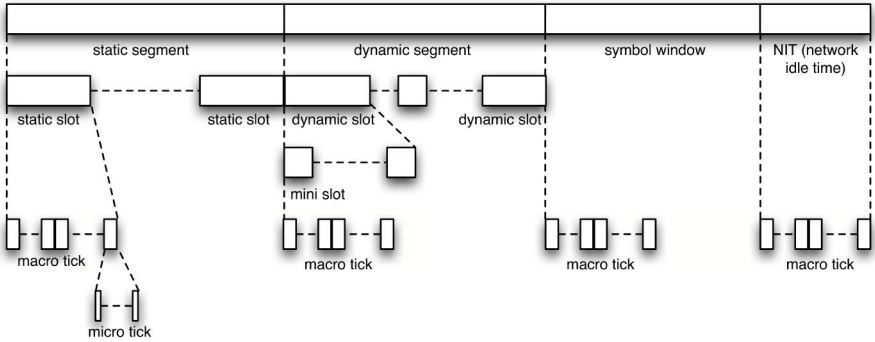 static segment
dynamic segment
symbol window
NIT (network
idle time)
static slot
static slot
dynamic slot
dynamic slot
mini slot
macro tick
macro tick
macro tick
macro tick
micro tick